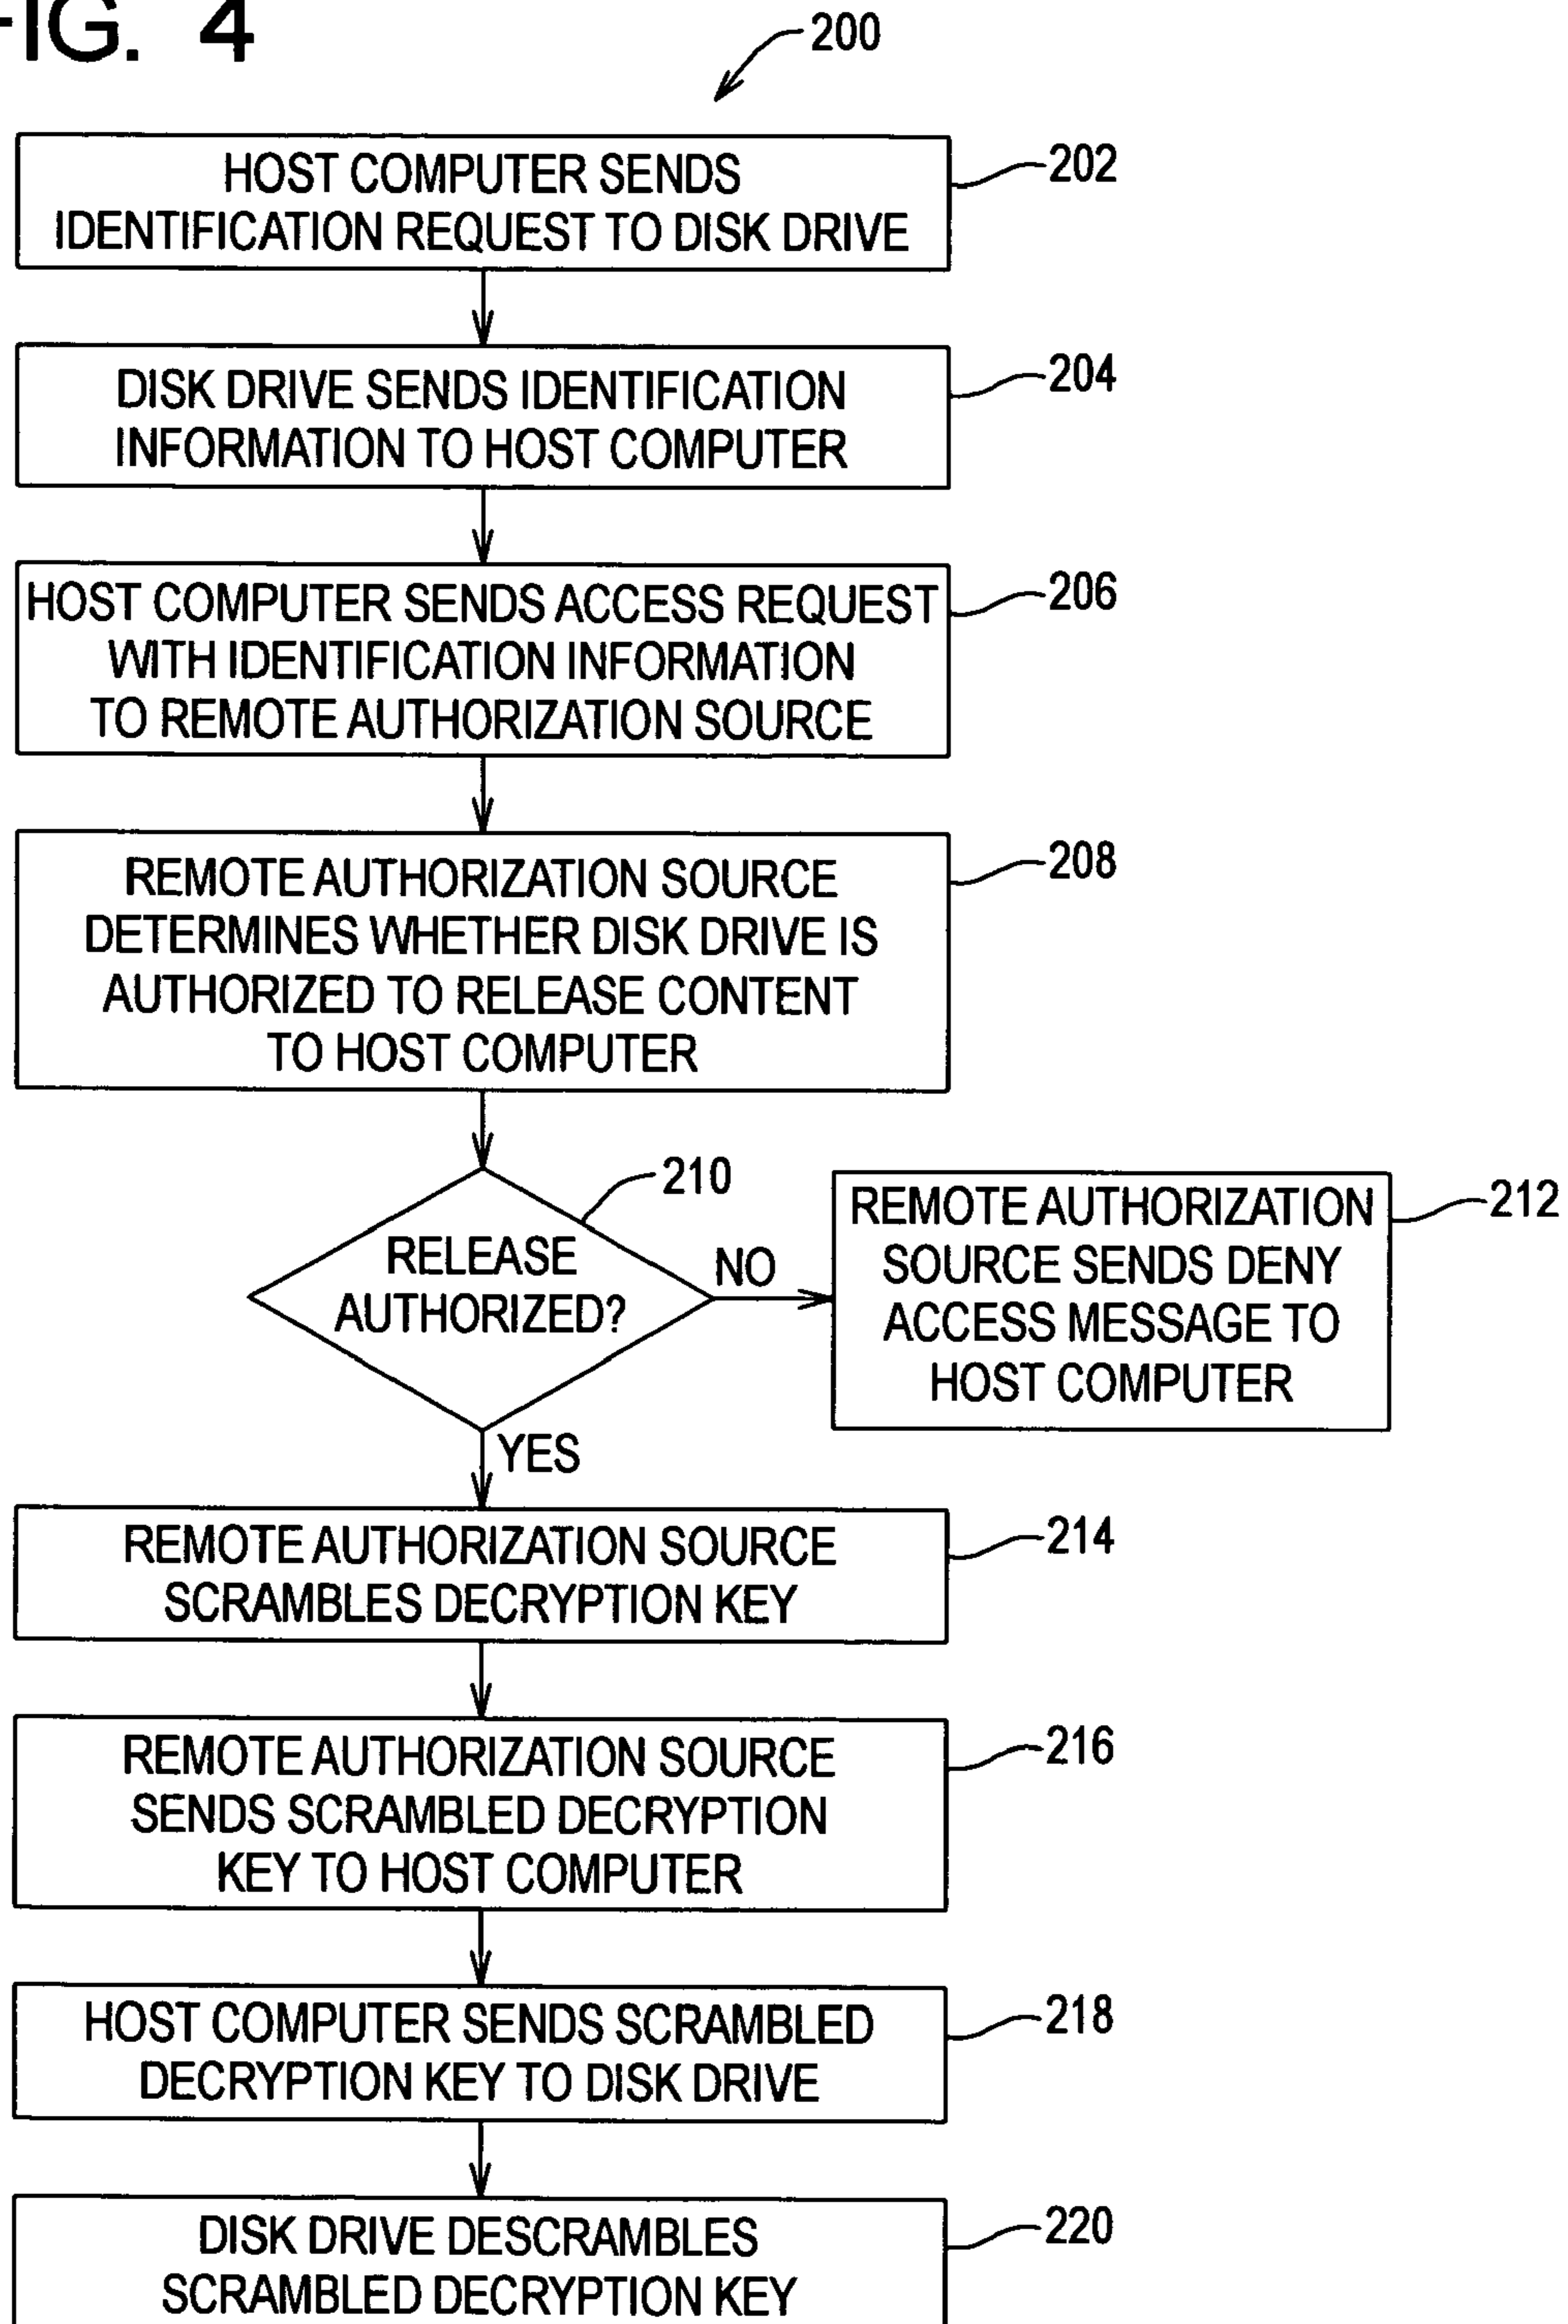 FIG. 4
200
HOST COMPUTER SENDS
IDENTIFICATION REQUEST TO DISK DRIVE
202
DISK DRIVE SENDS IDENTIFICATION
INFORMATION TO HOST COMPUTER
204
HOST COMPUTER SENDS ACCESS REQUEST
WITH IDENTIFICATION INFORMATION
TO REMOTE AUTHORIZATION SOURCE
206
REMOTE AUTHORIZATION SOURCE
DETERMINES WHETHER DISK DRIVE IS
AUTHORIZED TO RELEASE CONTENT
TO HOST COMPUTER
208
RELEASE
AUTHORIZED?
210
NO
REMOTE AUTHORIZATION
SOURCE SENDS DENY
ACCESS MESSAGE TO
HOST COMPUTER
212
YES
REMOTE AUTHORIZATION SOURCE
SCRAMBLES DECRYPTION KEY
214
REMOTE AUTHORIZATION SOURCE
SENDS SCRAMBLED DECRYPTION
KEY TO HOST COMPUTER
216
HOST COMPUTER SENDS SCRAMBLED
DECRYPTION KEY TO DISK DRIVE
218
DISK DRIVE DESCRAMBLES
SCRAMBLED DECRYPTION KEY
220